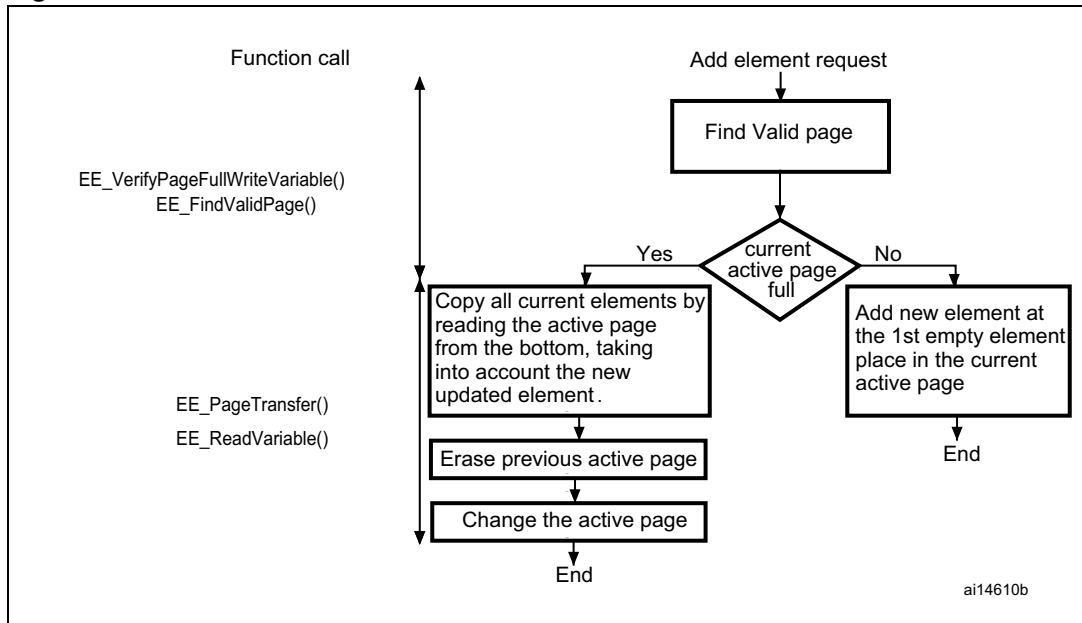 Function call
Add element request
Find Valid page
EE_VerifyPageFullWriteVariable()
EE_FindValidPage()
current
active page
full
Yes
No
Copy all current elements by
reading the active page
from the bottom, taking
into account the new
updated element.
Add new element at
the 1st empty element
place in the current
active page
EE_PageTransfer()
EE_ReadVariable()
End
Erase previous active page
Change the active page
End
ai14610b